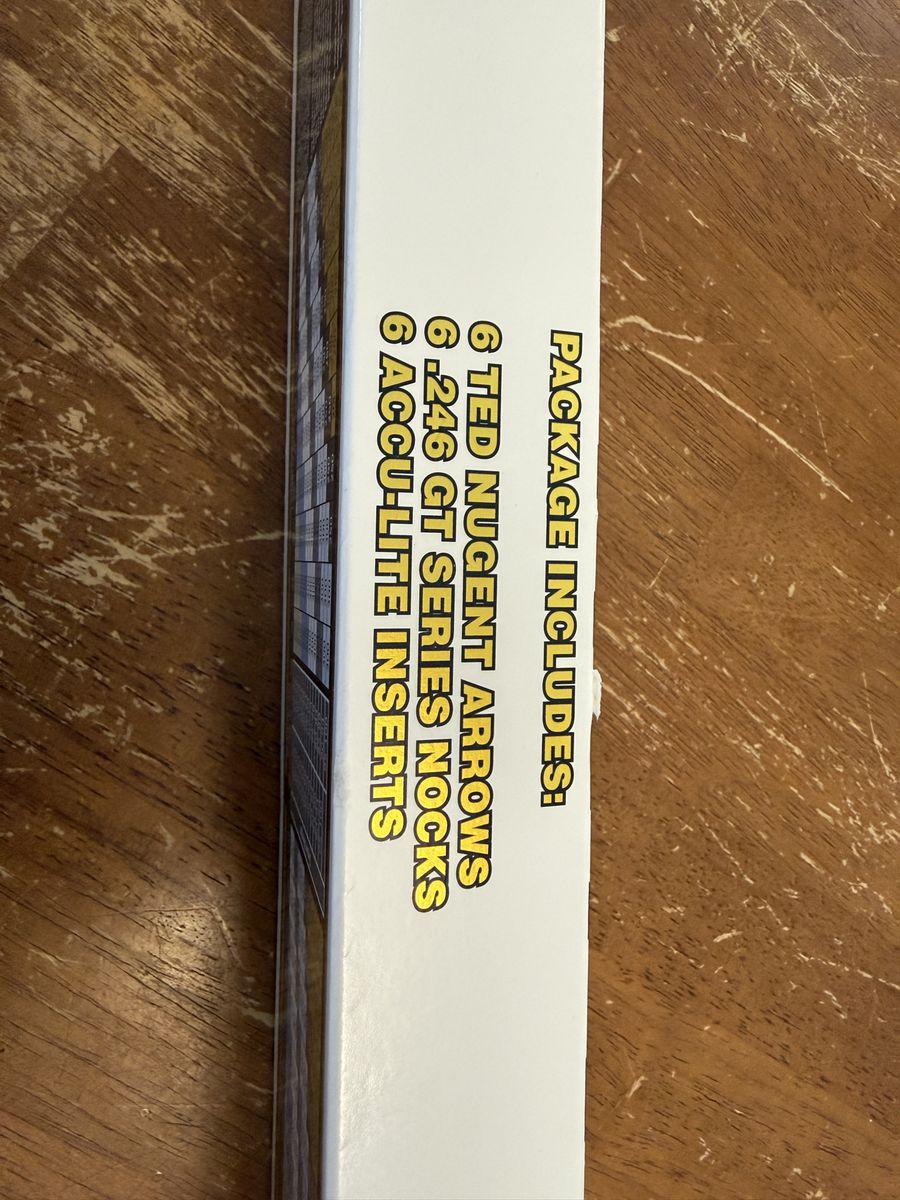 PACKAGE INCLUDES:
6 TED NUGENT ARROWS
6 .246 GT SERIES NOCKS
6 ACCU-LITE INSERTS